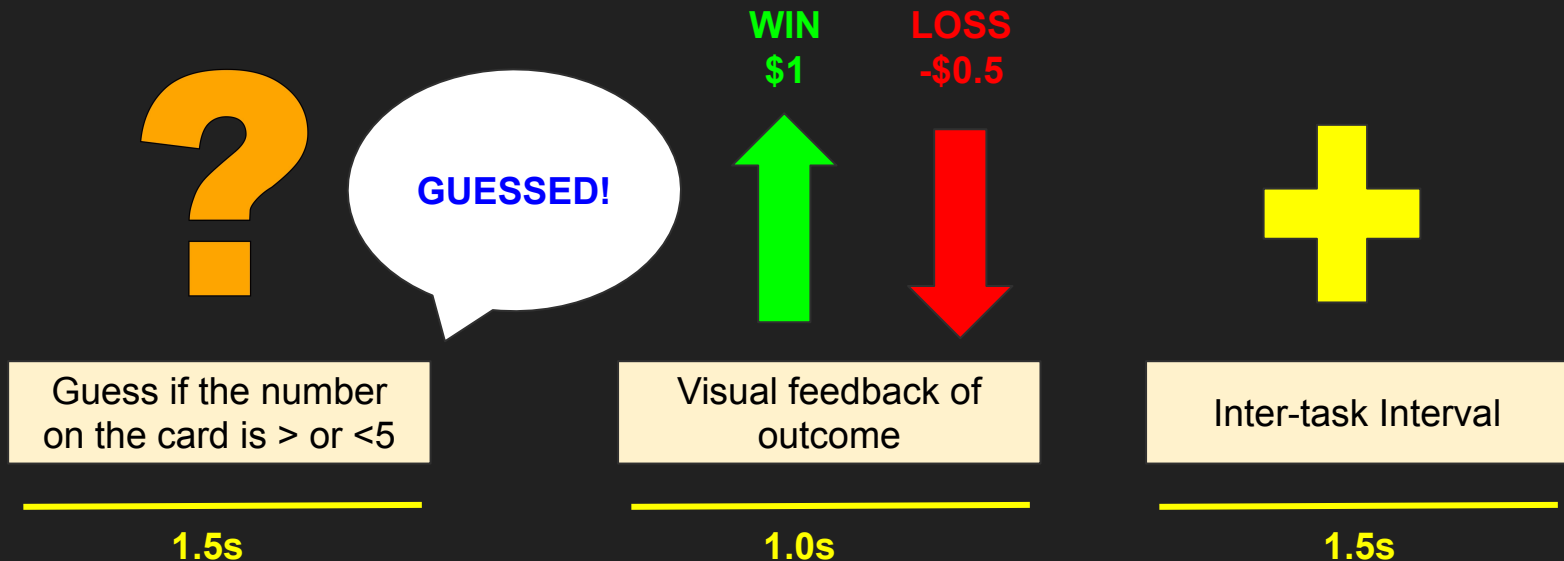 WIN
$1
LOSS
-$0.5
GUESSED!
Guess if the number
on the card is > or <5
Visual feedback of
outcome
Inter-task Interval
1.5s
1.0s
1.5s